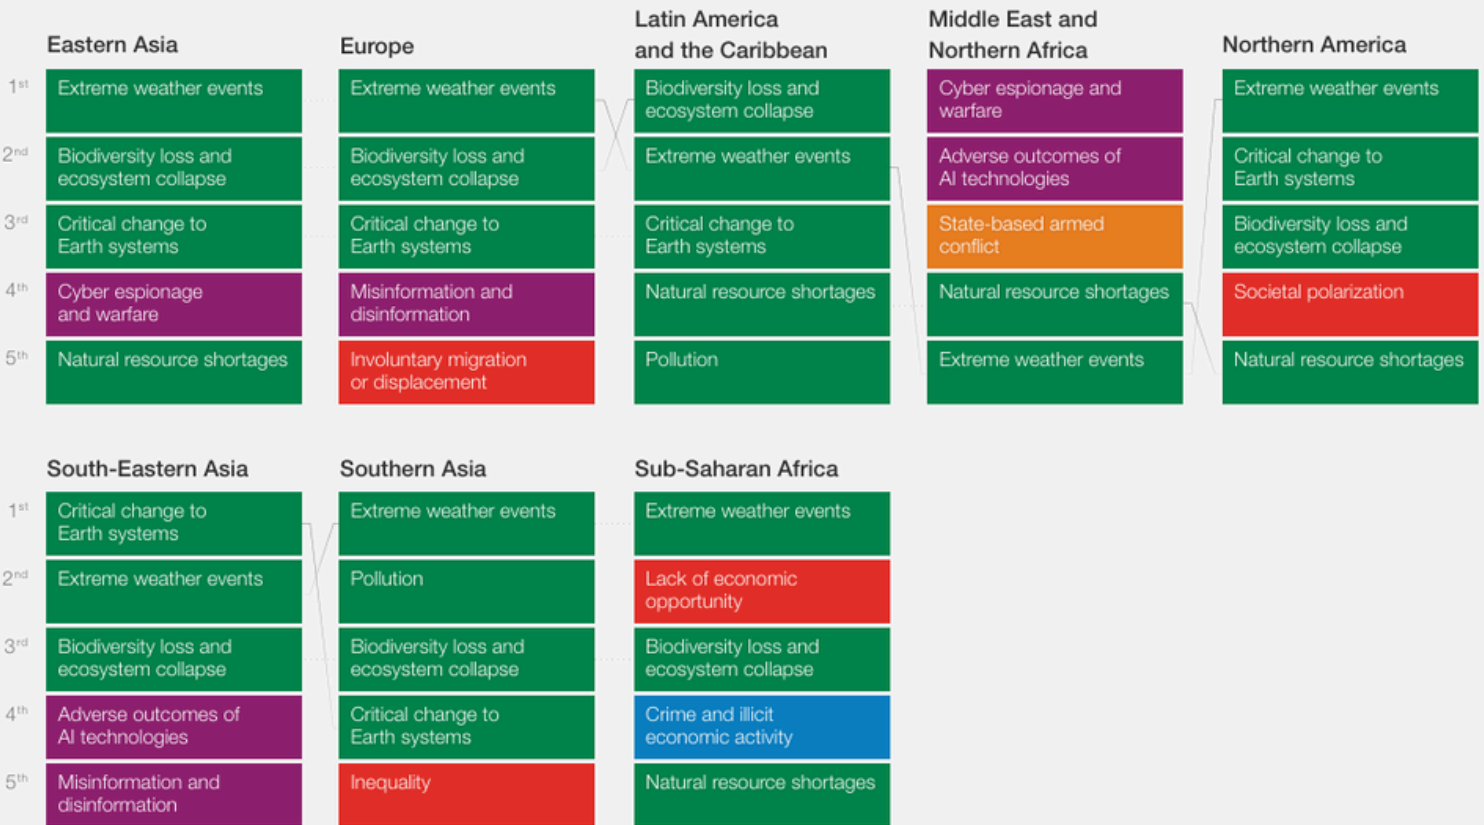 Eastern Asia
Europe
Latin America
and the Caribbean
Middle East and
Northern Africa
Northern America
1st
Extreme weather events
Extreme weather events
Biodiversity loss and
ecosystem collapse
Cyber espionage and
warfare
Extreme weather events
2nd
Biodiversity loss and
ecosystem collapse
Biodiversity loss and
ecosystem collapse
Extreme weather events
Adverse outcomes of
AI technologies
Critical change to
Earth systems
3rd
Critical change to
Earth systems
Critical change to
Earth systems
Critical change to
Earth systems
State-based armed
conflict
Biodiversity loss and
ecosystem collapse
4th
Cyber espionage
and warfare
Misinformation and
disinformation
Natural resource shortages
Natural resource shortages
Societal polarization
5th
Natural resource shortages
Involuntary migration
or displacement
Pollution
Extreme weather events
Natural resource shortages
South-Eastern Asia
Southern Asia
Sub-Saharan Africa
1st
Critical change to
Earth systems
Extreme weather events
Extreme weather events
2nd
Extreme weather events
Pollution
Lack of economic
opportunity
3rd
Biodiversity loss and
ecosystem collapse
Biodiversity loss and
ecosystem collapse
Biodiversity loss and
ecosystem collapse
4th
Adverse outcomes of
AI technologies
Critical change to
Earth systems
Crime and illicit
economic activity
5th
Misinformation and
disinformation
Inequality
Natural resource shortages